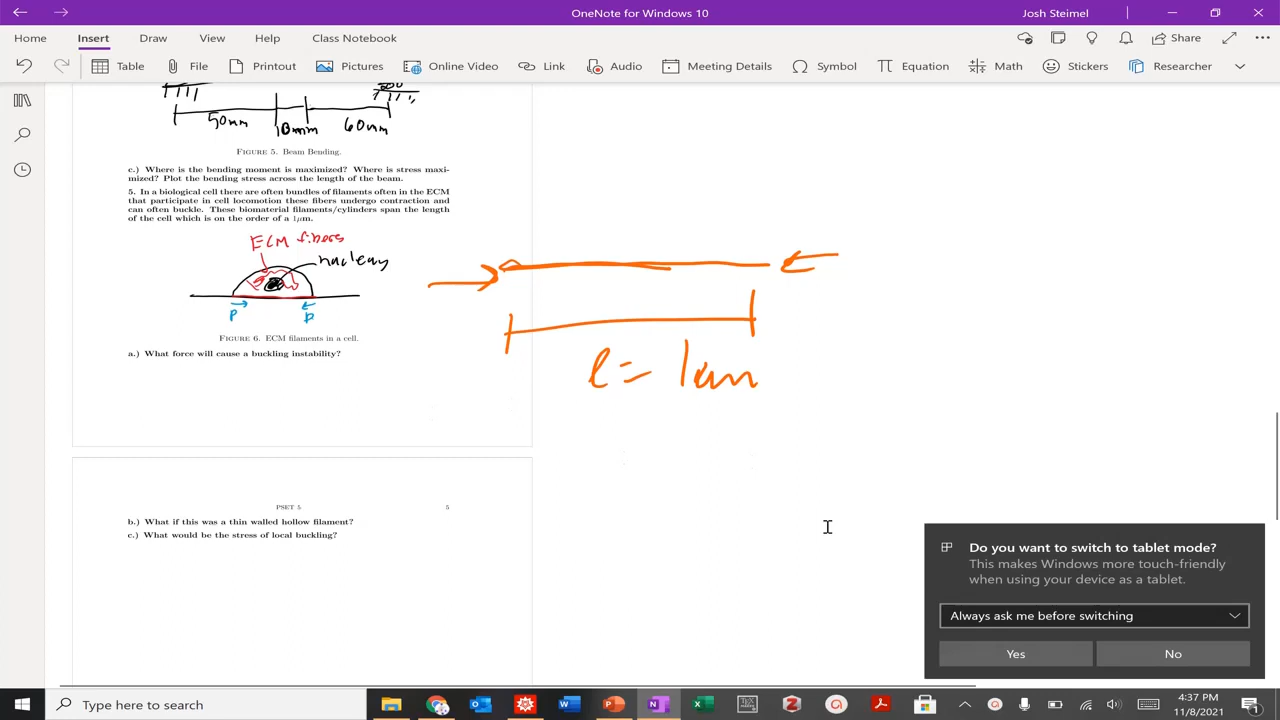 OneNote for Windows 10
Josh Steimel
Home Insert Draw View Help Class Notebook Share
Table File Printout Pictures Online Video Link Audio Meeting Details Symbol Equation Math Stickers Researcher
50nm 10nm 60nm
FIGURE 5. Beam Bending.
c.) Where is the bending moment is maximized? Where is stress maxi-
mized? Plot the bending stress across the length of the beam.
5. In a biological cell there are often bundles of filaments often in the ECM
that participate in cell locomotion these fibers undergo contraction and
can often buckle. These biomaterial filaments/cylinders span the length
of the cell which is on the order of a 1μm.
ECM fibers
nucleus
P P
FIGURE 6. ECM filaments in a cell.
a.) What force will cause a buckling instability?
l = 1um
PSET 5 5
b.) What if this was a thin walled hollow filament?
c.) What would be the stress of local buckling?
Do you want to switch to tablet mode?
This makes Windows more touch-friendly
when using your device as a tablet.
Always ask me before switching
Yes No
Type here to search
4:37 PM
11/8/2021